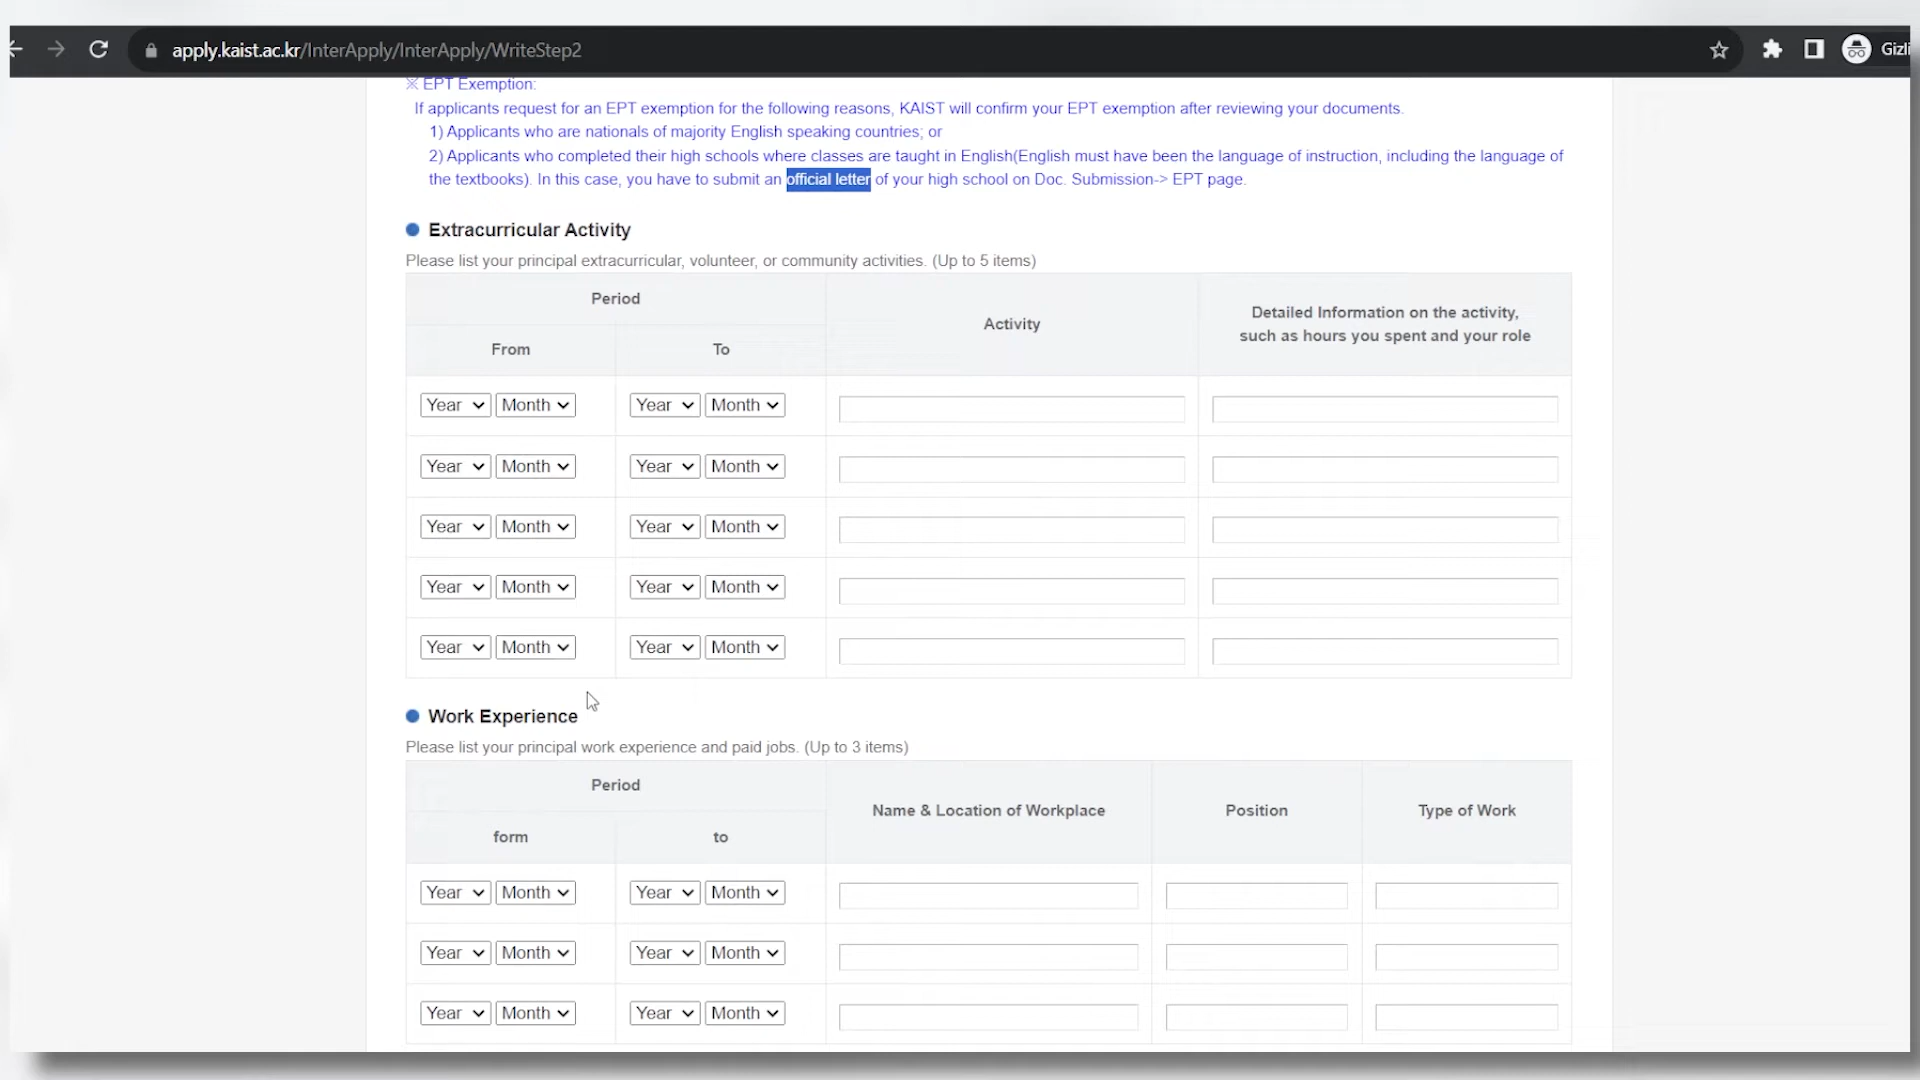 apply.kaist.ac.kr/InterApply/InterApply/WriteStep2 Gizli
※ EPT Exemption:
If applicants request for an EPT exemption for the following reasons, KAIST will confirm your EPT exemption after reviewing your documents.
1) Applicants who are nationals of majority English speaking countries; or
2) Applicants who completed their high schools where classes are taught in English(English must have been the language of instruction, including the language of
the textbooks). In this case, you have to submit an official letter of your high school on Doc. Submission-> EPT page.
Extracurricular Activity
Please list your principal extracurricular, volunteer, or community activities. (Up to 5 items)
Period
Activity
Detailed Information on the activity,
such as hours you spent and your role
From To
Year Month Year Month
Year Month Year Month
Year Month Year Month
Year Month Year Month
Year Month Year Month
Work Experience
Please list your principal work experience and paid jobs. (Up to 3 items)
Period
Name & Location of Workplace Position Type of Work
form to
Year Month Year Month
Year Month Year Month
Year Month Year Month